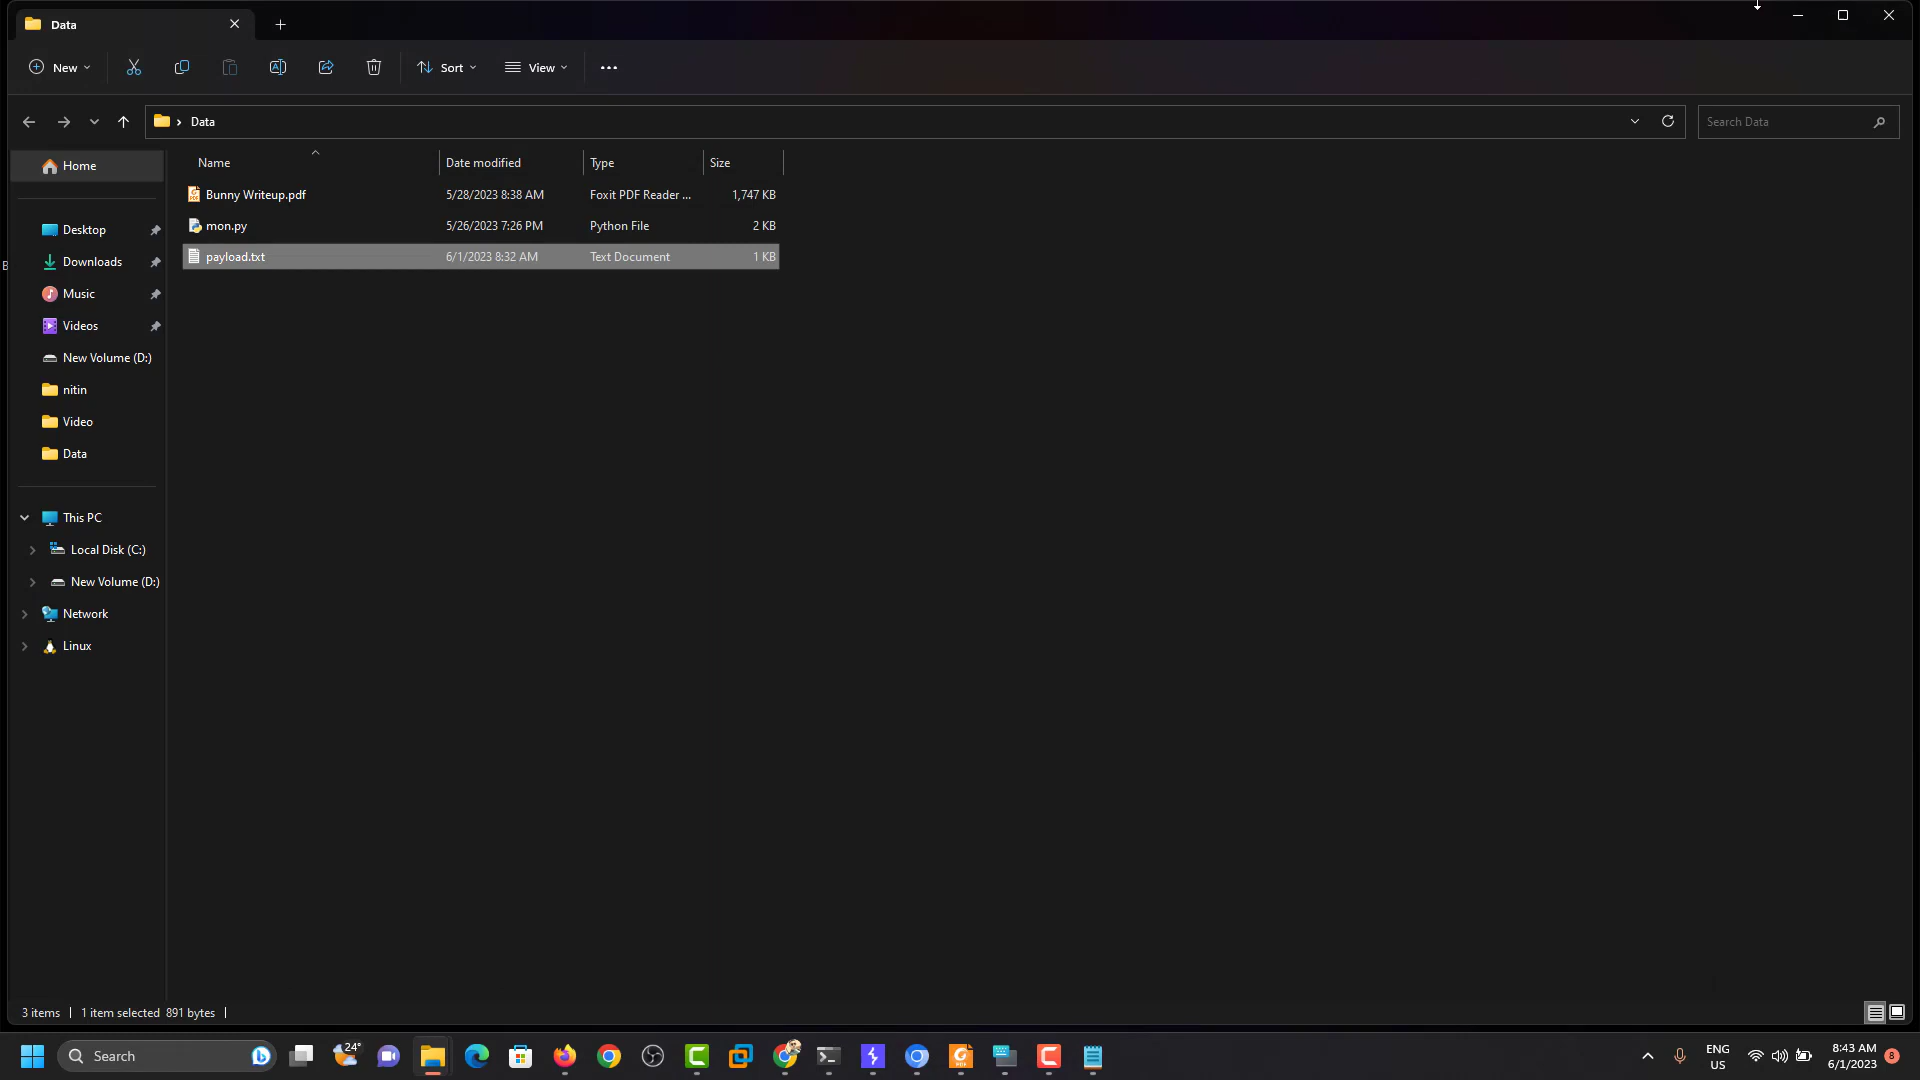 Data
New
Sort
View
Data
Search Data
Home
Name
Date modified
Type
Size
Bunny Writeup.pdf
5/28/2023 8:38 AM
Foxit PDF Reader ...
1,747 KB
mon.py
5/26/2023 7:26 PM
Python File
2 KB
payload.txt
6/1/2023 8:32 AM
Text Document
1 KB
Desktop
Downloads
Music
Videos
New Volume (D:)
nitin
Video
Data
This PC
Local Disk (C:)
New Volume (D:)
Network
Linux
3 items
1 item selected 891 bytes
Search
24°
ENG
US
8:43 AM
6/1/2023
8